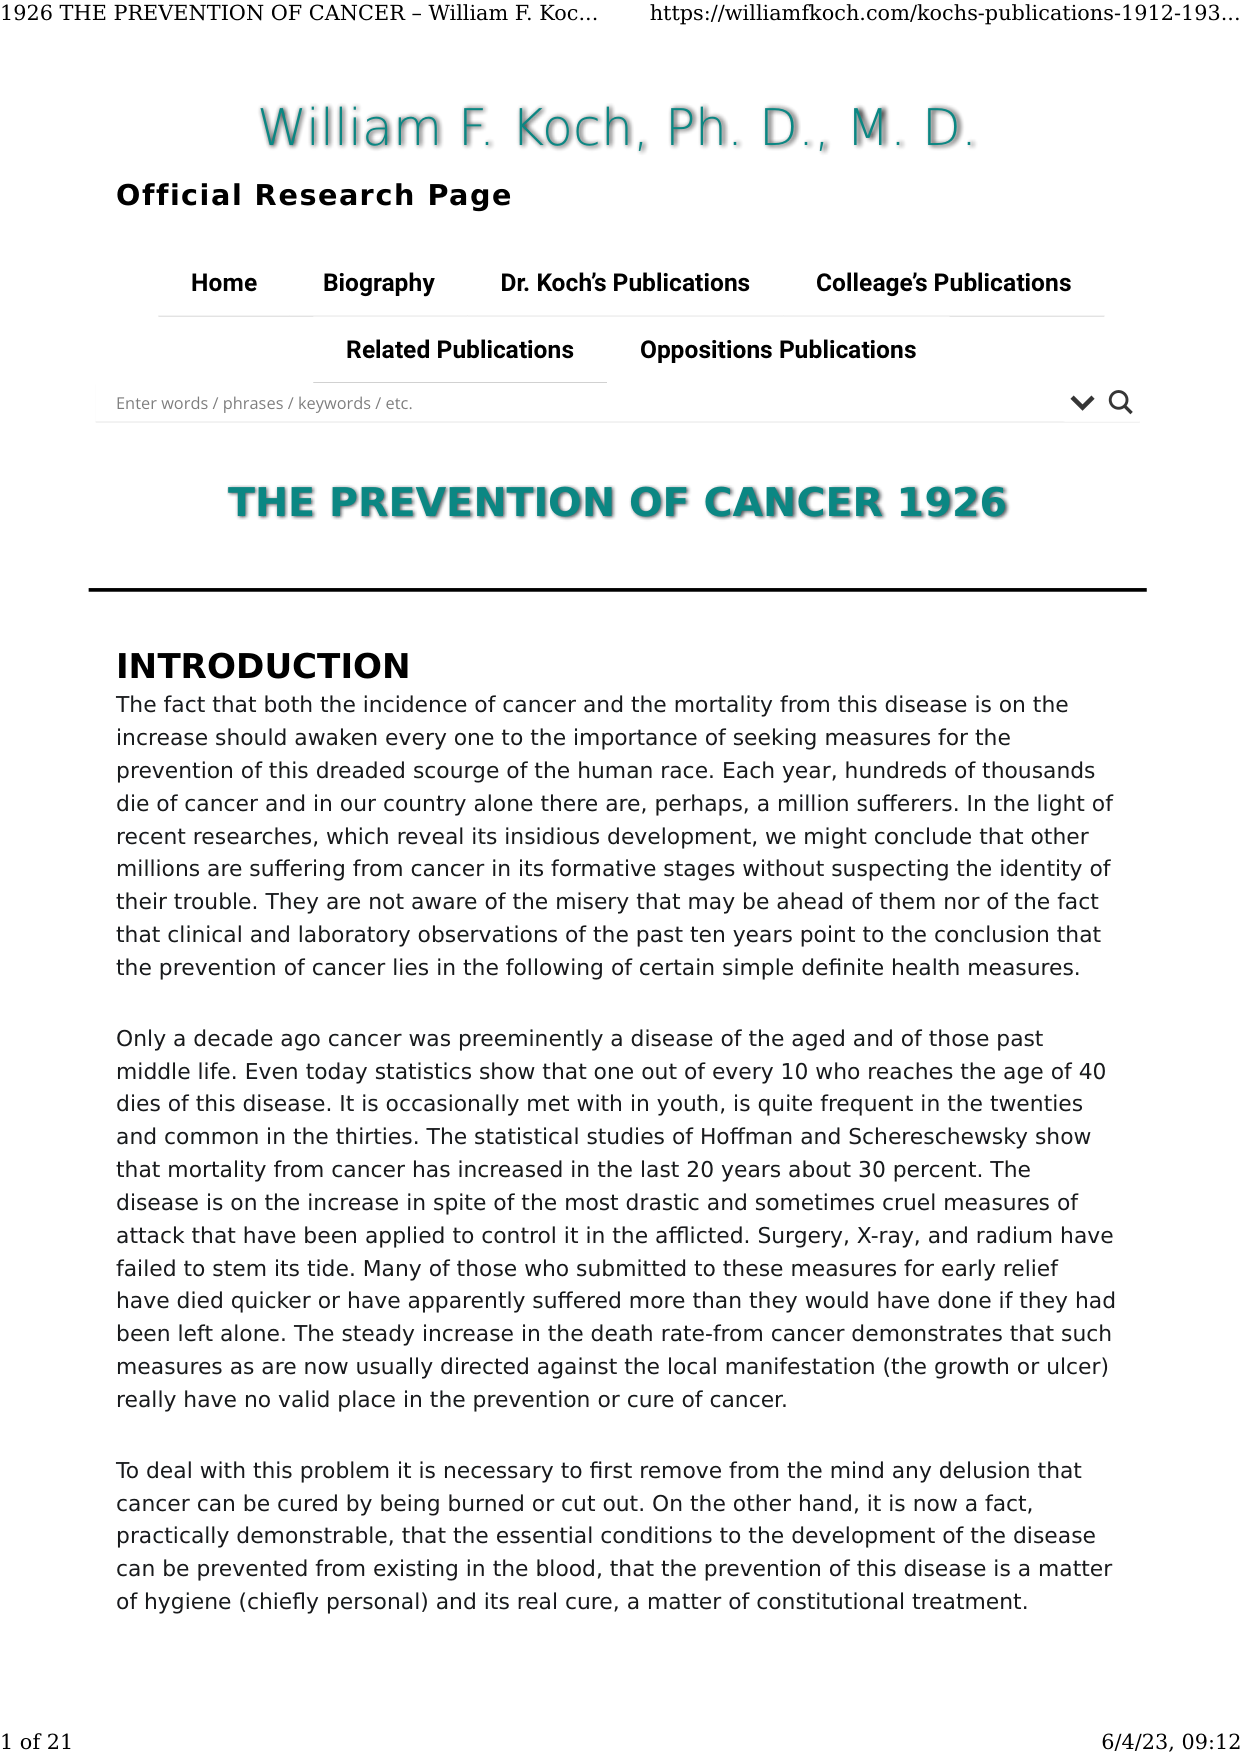 1926 THE PREVENTION OF CANCER – William F. Koc... https://williamfkoch.com/kochs-publications-1912-193...
William F. Koch, Ph. D., M. D.
Official Research Page
Home Biography Dr. Koch’s Publications Colleage’s Publications
Related Publications Oppositions Publications
Enter words / phrases / keywords / etc.
THE PREVENTION OF CANCER 1926
INTRODUCTION
The fact that both the incidence of cancer and the mortality from this disease is on the
increase should awaken every one to the importance of seeking measures for the
prevention of this dreaded scourge of the human race. Each year, hundreds of thousands
die of cancer and in our country alone there are, perhaps, a million sufferers. In the light of
recent researches, which reveal its insidious development, we might conclude that other
millions are suffering from cancer in its formative stages without suspecting the identity of
their trouble. They are not aware of the misery that may be ahead of them nor of the fact
that clinical and laboratory observations of the past ten years point to the conclusion that
the prevention of cancer lies in the following of certain simple definite health measures.
Only a decade ago cancer was preeminently a disease of the aged and of those past
middle life. Even today statistics show that one out of every 10 who reaches the age of 40
dies of this disease. It is occasionally met with in youth, is quite frequent in the twenties
and common in the thirties. The statistical studies of Hoffman and Schereschewsky show
that mortality from cancer has increased in the last 20 years about 30 percent. The
disease is on the increase in spite of the most drastic and sometimes cruel measures of
attack that have been applied to control it in the afflicted. Surgery, X-ray, and radium have
failed to stem its tide. Many of those who submitted to these measures for early relief
have died quicker or have apparently suffered more than they would have done if they had
been left alone. The steady increase in the death rate-from cancer demonstrates that such
measures as are now usually directed against the local manifestation (the growth or ulcer)
really have no valid place in the prevention or cure of cancer.
To deal with this problem it is necessary to first remove from the mind any delusion that
cancer can be cured by being burned or cut out. On the other hand, it is now a fact,
practically demonstrable, that the essential conditions to the development of the disease
can be prevented from existing in the blood, that the prevention of this disease is a matter
of hygiene (chiefly personal) and its real cure, a matter of constitutional treatment.
1 of 21 6/4/23, 09:12